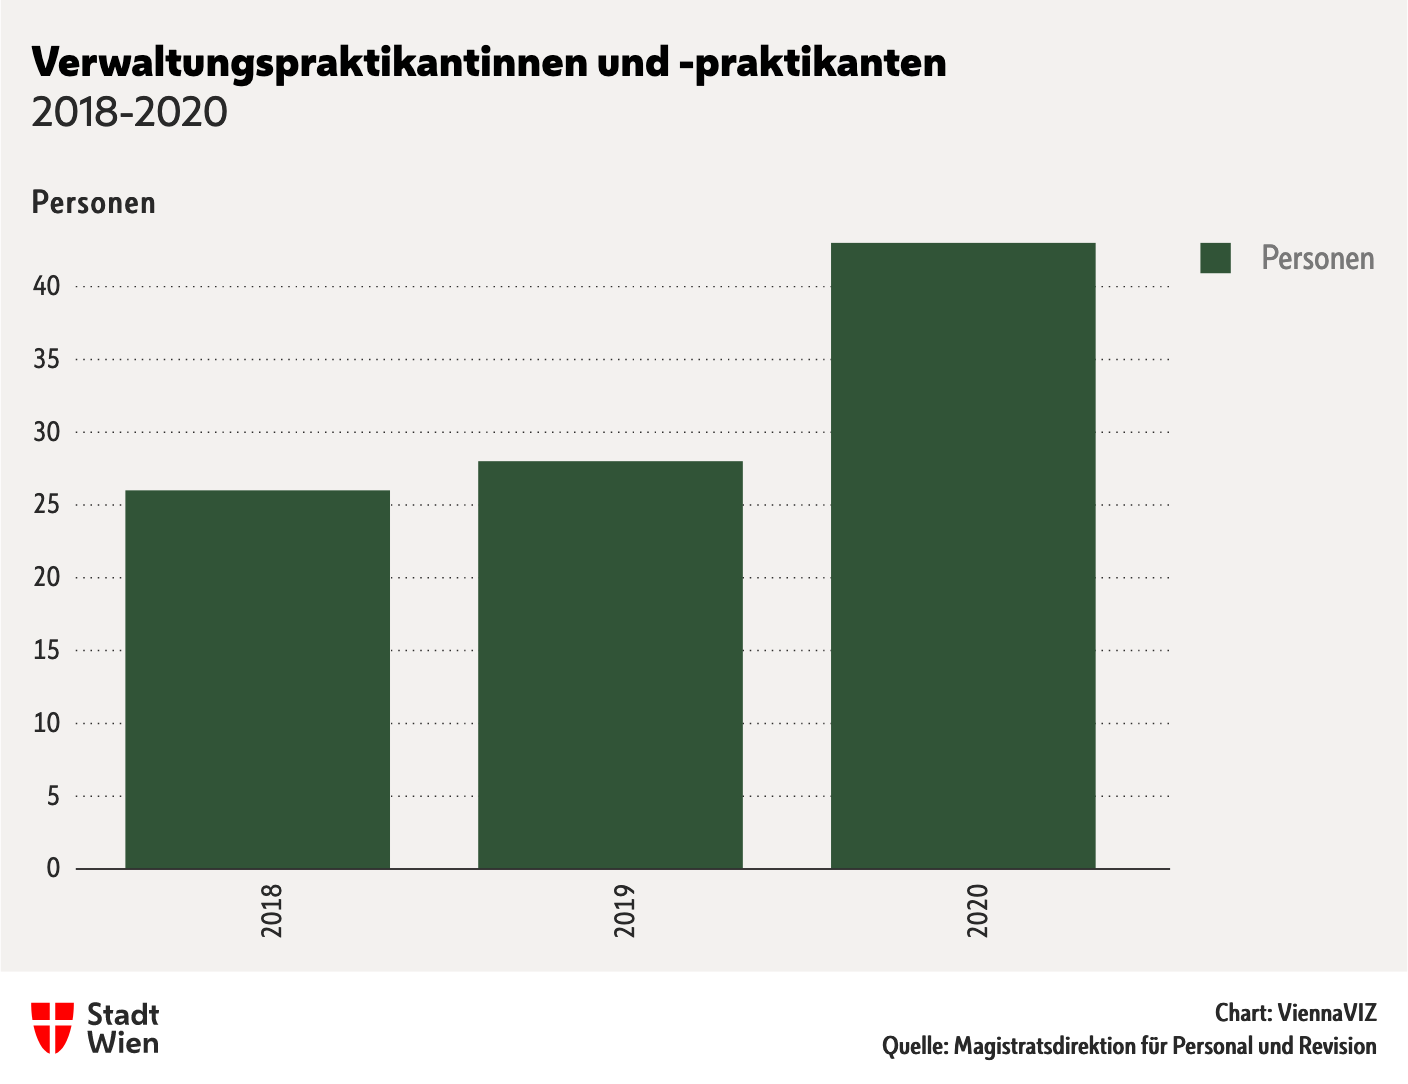 Verwaltungspraktikantinnen und -praktikanten
2018-2020
Personen
Personen
40
35
30
25
20
15
10
5
0
2018
2019
2020
Stadt
Wien
Chart: ViennaVIZ
Quelle: Magistratsdirektion für Personal und Revision